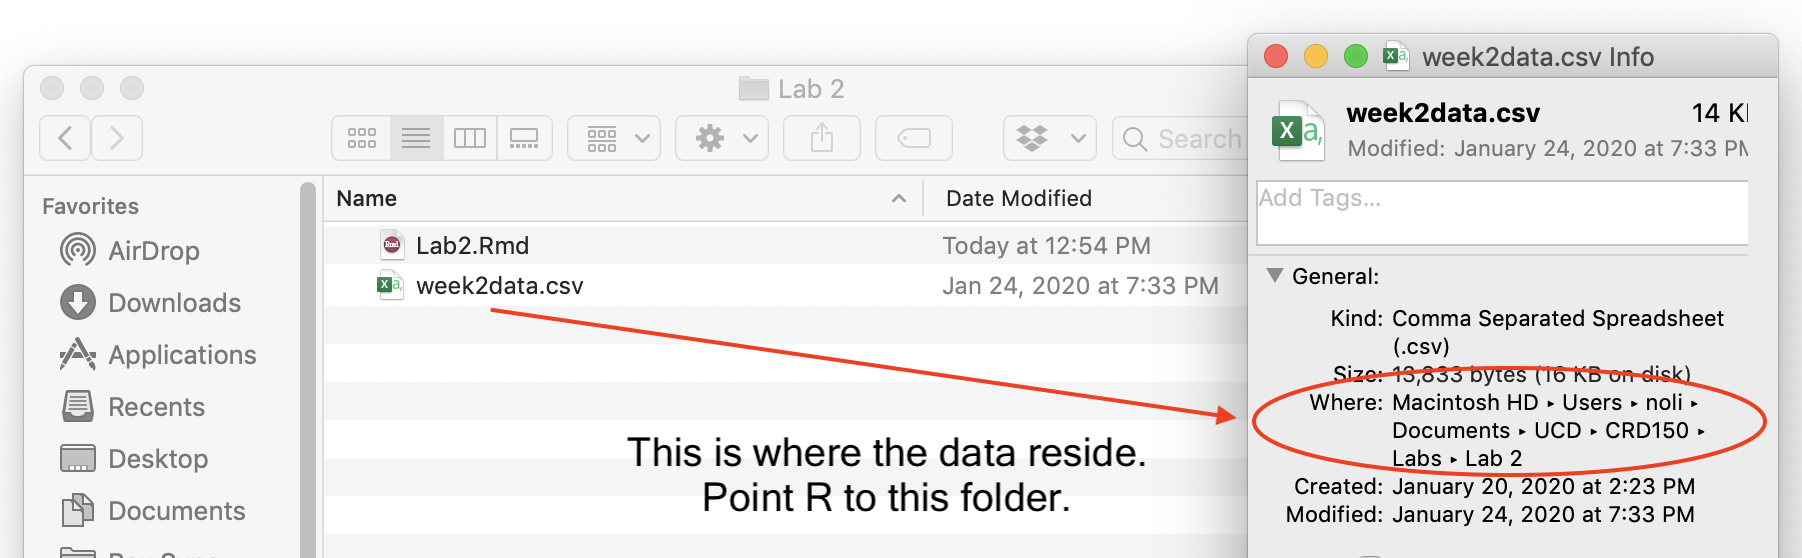 Lab 2
Search
Favorites
AirDrop
Downloads
Applications
Recents
Desktop
Documents
Name
Date Modified
Lab2.Rmd
Today at 12:54 PM
week2data.csv
Jan 24, 2020 at 7:33 PM
This is where the data reside.
Point R to this folder.
week2data.csv Info
week2data.csv
14 K
Modified: January 24, 2020 at 7:33 PM
Add Tags...
General:
Kind: Comma Separated Spreadsheet
(.csv)
Size: 13,833 bytes (16 KB on disk)
Where: Macintosh HD ▸ Users ▸ noli ▸
Documents ▸ UCD ▸ CRD150 ▸
Labs ▸ Lab 2
Created: January 20, 2020 at 2:23 PM
Modified: January 24, 2020 at 7:33 PM